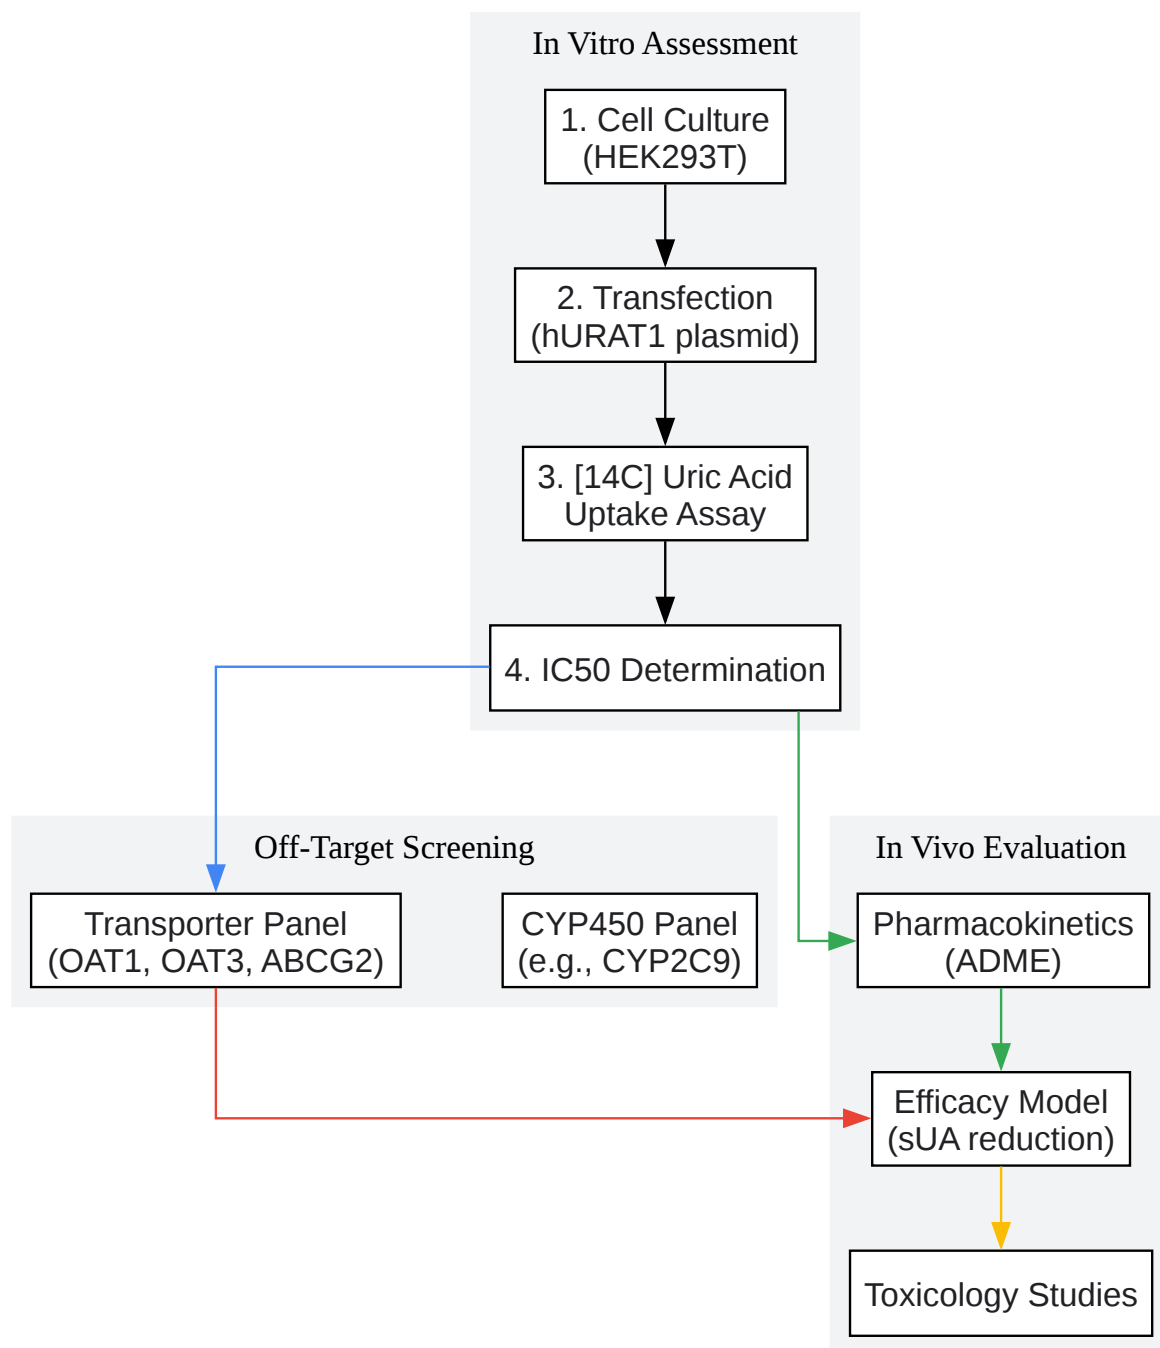 In Vitro Assessment
1. Cell Culture
(HEK293T)
2. Transfection
(hURAT1 plasmid)
3. [14C] Uric Acid
Uptake Assay
4. IC50 Determination
Off-Target Screening
Transporter Panel
(OAT1, OAT3, ABCG2)
CYP450 Panel
(e.g., CYP2C9)
In Vivo Evaluation
Pharmacokinetics
(ADME)
Efficacy Model
(sUA reduction)
Toxicology Studies